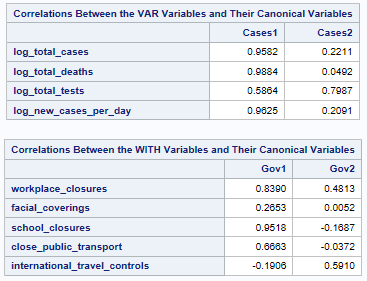 Correlations Between the VAR Variables and Their Canonical Variables
Cases1 Cases2
log_total_cases 0.9582 0.2211
log_total_deaths 0.9884 0.0492
log_total_tests 0.5864 0.7987
log_new_cases_per_day 0.9625 0.2091
Correlations Between the WITH Variables and Their Canonical Variables
Gov1 Gov2
workplace_closures 0.8390 0.4813
facial_coverings 0.2653 0.0052
school_closures 0.9518 -0.1687
close_public_transport 0.6663 -0.0372
international_travel_controls -0.1906 0.5910